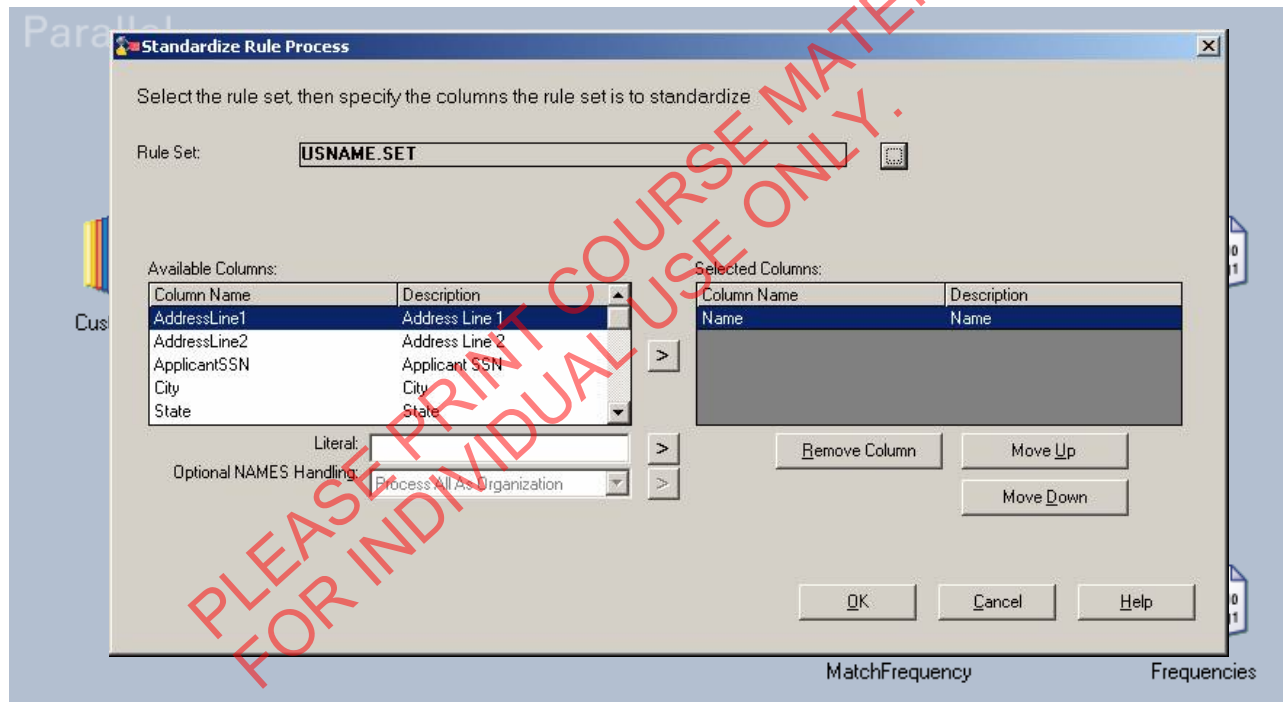 Parallel
Standardize Rule Process
Select the rule set, then specify the columns the rule set is to standardize
Rule Set: USNAME.SET
Available Columns:
Column Name Description
AddressLine1 Address Line 1
AddressLine2 Address Line 2
ApplicantSSN Applicant SSN
City City
State State
Selected Columns:
Column Name Description
Name Name
>
Literal: >
Optional NAMES Handling: Process All As Organization >
Remove Column Move Up
Move Down
OK Cancel Help
Cus
MatchFrequency Frequencies
PLEASE PRINT COURSE MATE
FOR INDIVIDUAL USE ONLY.